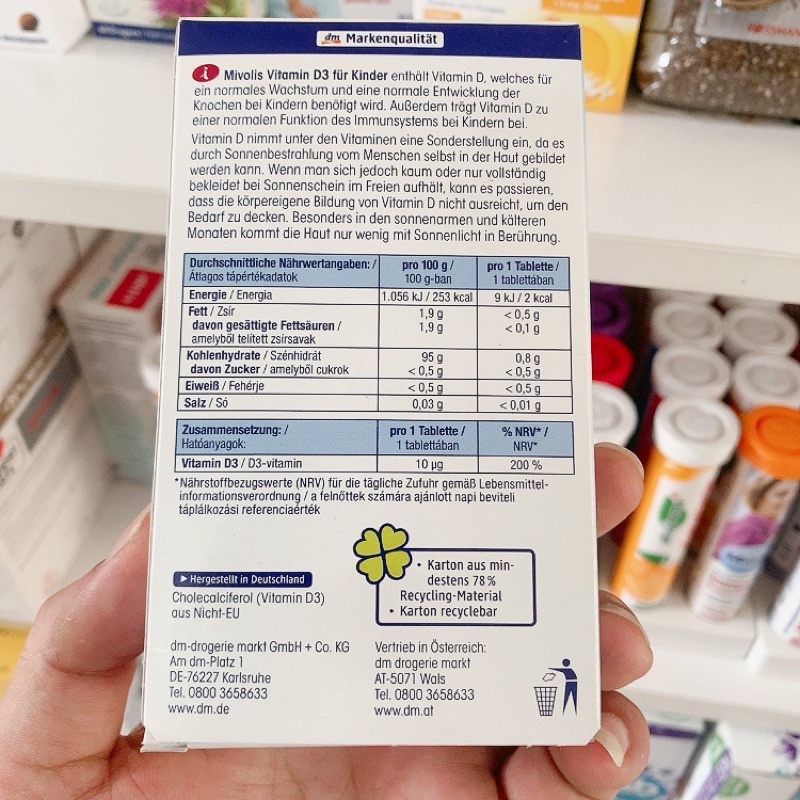 dm Markenqualität
Mivolis Vitamin D3 für Kinder enthält Vitamin D, welches für
ein normales Wachstum und eine normale Entwicklung der
Knochen bei Kindern benötigt wird. Außerdem trägt Vitamin D zu
einer normalen Funktion des Immunsystems bei Kindern bei.
Vitamin D nimmt unter den Vitaminen eine Sonderstellung ein, da es
durch Sonnenbestrahlung vom Menschen selbst in der Haut gebildet
werden kann. Wenn man sich jedoch kaum oder nur vollständig
bekleidet bei Sonnenschein im Freien aufhält, kann es passieren,
dass die körpereigene Bildung von Vitamin D nicht ausreicht, um den
Bedarf zu decken. Besonders in den sonnenarmen und kälteren
Monaten kommt die Haut nur wenig mit Sonnenlicht in Berührung.
Durchschnittliche Nährwertangaben: / pro 100 g / pro 1 Tablette /
Átlagos tápértékadatok 100 g-ban 1 tablettában
Energie / Energia 1.056 kJ / 253 kcal 9 kJ / 2 kcal
Fett / Zsír 1,9 g < 0,5 g
davon gesättigte Fettsäuren / 1,9 g < 0,1 g
amelyből telített zsírsavak
Kohlenhydrate / Szénhidrát 95 g 0,8 g
davon Zucker / amelyből cukrok < 0,5 g < 0,5 g
Eiweiß / Fehérje < 0,5 g < 0,5 g
Salz / Só 0,03 g < 0,01 g
Zusammensetzung: / pro 1 Tablette / % NRV* /
Hatóanyagok: 1 tablettában NRV*
Vitamin D3 / D3-vitamin 10 µg 200 %
*Nährstoffbezugswerte (NRV) für die tägliche Zufuhr gemäß Lebensmittel-
informationsverordnung / a felnőttek számára ajánlott napi beviteli
táplálkozási referenciaérték
• Karton aus min-
destens 78 %
Recycling-Material
• Karton recyclebar
Hergestellt in Deutschland
Cholecalciferol (Vitamin D3)
aus Nicht-EU
dm-drogerie markt GmbH + Co. KG
Am dm-Platz 1
DE-76227 Karlsruhe
Tel. 0800 3658633
www.dm.de
Vertrieb in Österreich:
dm drogerie markt
AT-5071 Wals
Tel. 0800 3658633
www.dm.at